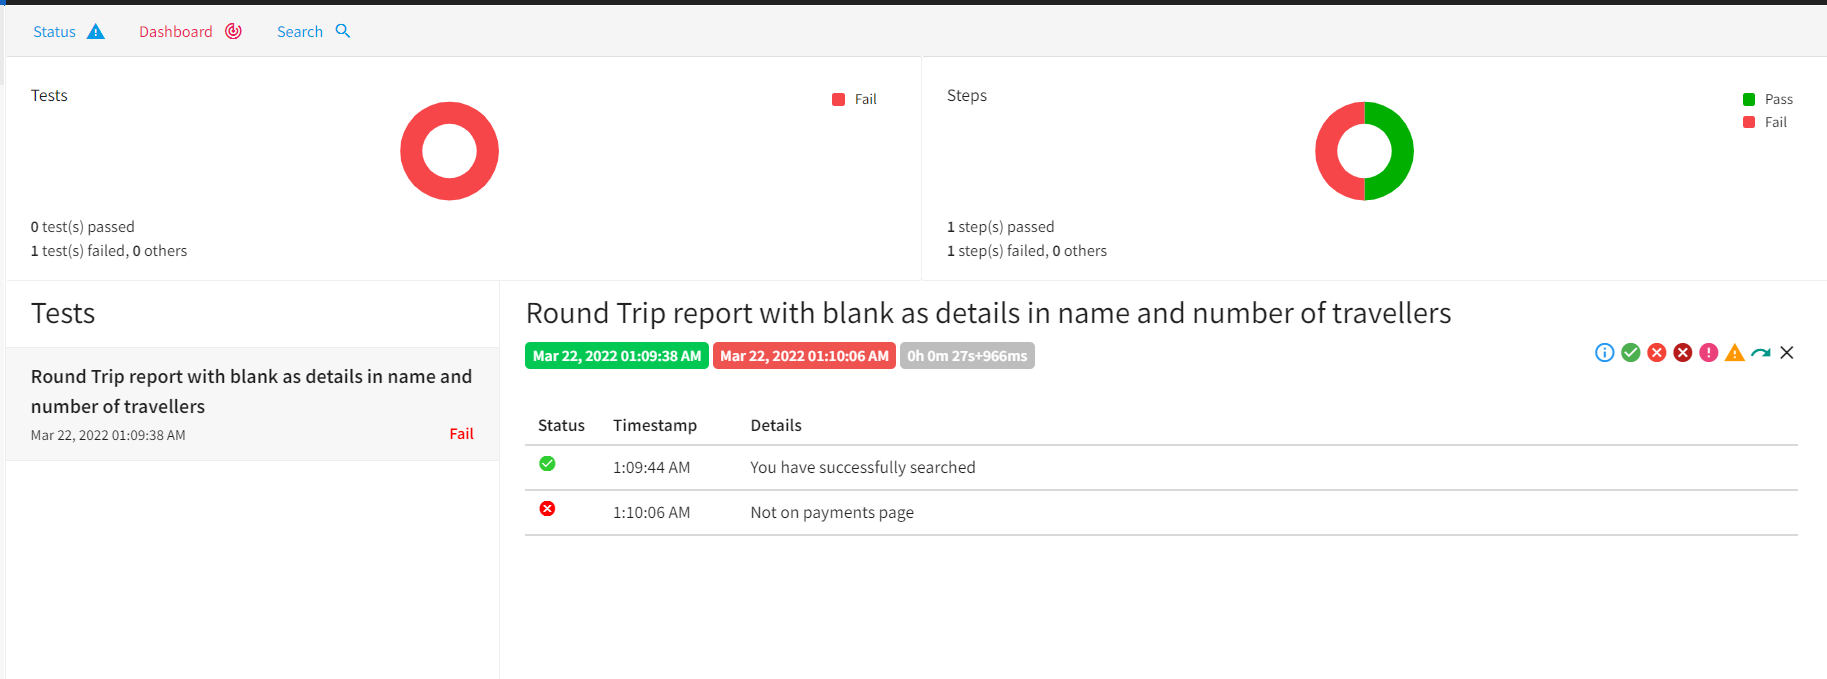 Status Dashboard Search
Tests
Fail
0 test(s) passed
1 test(s) failed, 0 others
Steps
Pass
Fail
1 step(s) passed
1 step(s) failed, 0 others
Tests
Round Trip report with blank as details in name and
number of travellers
Mar 22, 2022 01:09:38 AM Fail
Round Trip report with blank as details in name and number of travellers
Mar 22, 2022 01:09:38 AM Mar 22, 2022 01:10:06 AM 0h 0m 27s+966ms
Status Timestamp Details
1:09:44 AM You have successfully searched
1:10:06 AM Not on payments page